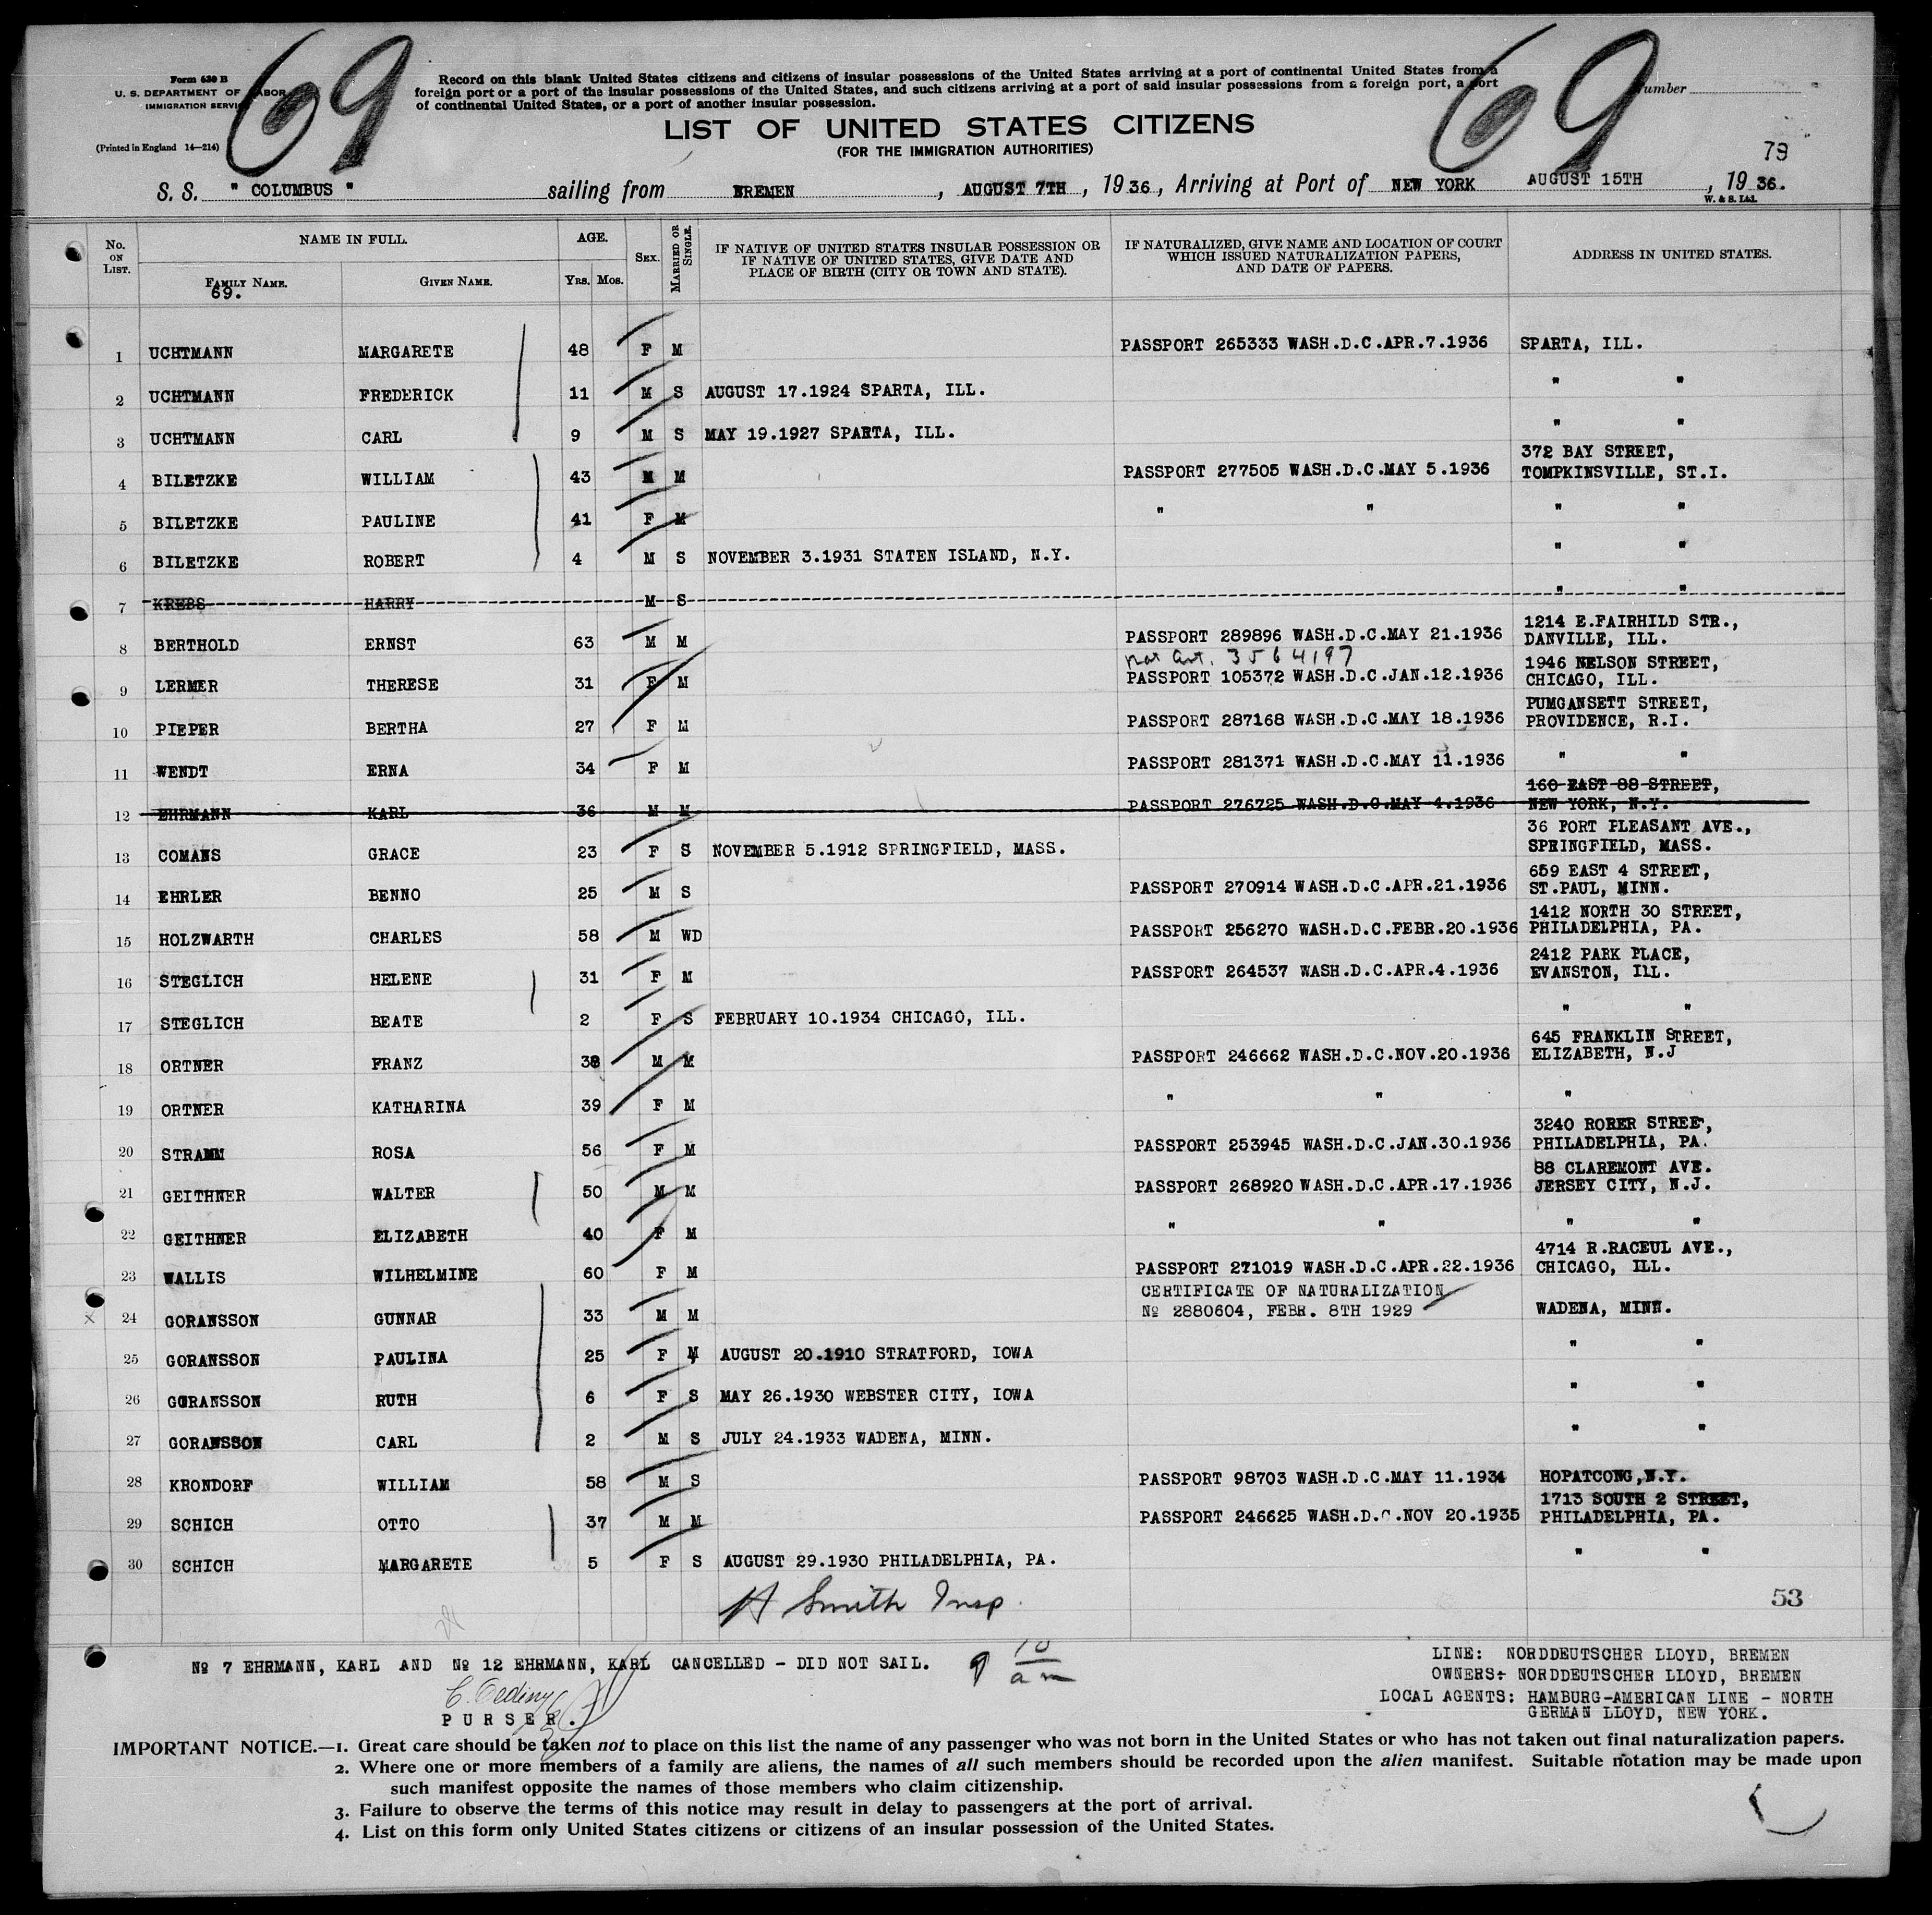 69 69
Form 630 B
U. S. DEPARTMENT OF LABOR
IMMIGRATION SERVICE
(Printed in England 14—214)
Record on this blank United States citizens and citizens of insular possessions of the United States arriving at a port of continental United States from a
foreign port or a port of the insular possessions of the United States, and such citizens arriving at a port of said insular possessions from a foreign port, a port
of continental United States, or a port of another insular possession.
Number
LIST OF UNITED STATES CITIZENS
(FOR THE IMMIGRATION AUTHORITIES)
79
S. S. " COLUMBUS " sailing from BREMEN, AUGUST 7TH, 1936, Arriving at Port of NEW YORK AUGUST 15TH, 1936.
W. & S. Ltd.
No. ON LIST. NAME IN FULL. AGE. SEX. MARRIED OR SINGLE. IF NATIVE OF UNITED STATES INSULAR POSSESSION OR IF NATIVE OF UNITED STATES, GIVE DATE AND PLACE OF BIRTH (CITY OR TOWN AND STATE). IF NATURALIZED, GIVE NAME AND LOCATION OF COURT WHICH ISSUED NATURALIZATION PAPERS, AND DATE OF PAPERS. ADDRESS IN UNITED STATES.
FAMILY NAME. GIVEN NAME. YRS. MOS.
69.
1 UCHTMANN MARGARETE 48 F M PASSPORT 265333 WASH.D.C.APR.7.1936 SPARTA, ILL.
2 UCHTMANN FREDERICK 11 M S AUGUST 17.1924 SPARTA, ILL. " "
3 UCHTMANN CARL 9 M S MAY 19.1927 SPARTA, ILL. " "
372 BAY STREET,
4 BILETZKE WILLIAM 43 M M PASSPORT 277505 WASH.D.C.MAY 5.1936 TOMPKINSVILLE, ST.I.
5 BILETZKE PAULINE 41 F M " " " "
6 BILETZKE ROBERT 4 M S NOVEMBER 3.1931 STATEN ISLAND, N.Y. " "
7 KREBS HARRY M S " "
1214 E.FAIRHILD STR.,
8 BERTHOLD ERNST 63 M M PASSPORT 289896 WASH.D.C.MAY 21.1936 DANVILLE, ILL.
3564197 1946 NELSON STREET,
9 LERMER THERESE 31 F M PASSPORT 105372 WASH.D.C.JAN.12.1936 CHICAGO, ILL.
PUMGANSETT STREET,
10 PIEPER BERTHA 27 F M PASSPORT 287168 WASH.D.C.MAY 18.1936 PROVIDENCE, R.I.
11 WENDT ERNA 34 F M PASSPORT 281371 WASH.D.C.MAY 11.1936 " "
160 EAST 88 STREET,
12 EHRMANN KARL 36 M M PASSPORT 276725 WASH.D.C.MAY 4.1936 NEW YORK, N.Y.
36 FORT PLEASANT AVE.,
13 COMANS GRACE 23 F S NOVEMBER 5.1912 SPRINGFIELD, MASS. SPRINGFIELD, MASS.
659 EAST 4 STREET,
14 EHRLER BENNO 25 M S PASSPORT 270914 WASH.D.C.APR.21.1936 ST.PAUL, MINN.
1412 NORTH 30 STREET,
15 HOLZWARTH CHARLES 58 M WD PASSPORT 256270 WASH.D.C.FEBR.20.1936 PHILADELPHIA, PA.
2412 PARK PLACE,
16 STEGLICH HELENE 31 F M PASSPORT 264537 WASH.D.C.APR.4.1936 EVANSTON, ILL.
17 STEGLICH BEATE 2 F S FEBRUARY 10.1934 CHICAGO, ILL. " "
645 FRANKLIN STREET,
18 ORTNER FRANZ 38 M M PASSPORT 246662 WASH.D.C.NOV.20.1936 ELIZABETH, N.J
19 ORTNER KATHARINA 39 F M " " "
3240 RORER STREET,
20 STRAMM ROSA 56 F M PASSPORT 253945 WASH.D.C.JAN.30.1936 PHILADELPHIA, PA.
88 CLAREMONT AVE.
21 GEITHNER WALTER 50 M M PASSPORT 268920 WASH.D.C.APR.17.1936 JERSEY CITY, N.J.
22 GEITHNER ELIZABETH 40 F M " " " "
4714 R.RACEUL AVE.,
23 WALLIS WILHELMINE 60 F M PASSPORT 271019 WASH.D.C.APR.22.1936 CHICAGO, ILL.
CERTIFICATE OF NATURALIZATION
x 24 GORANSSON GUNNAR 33 M M № 2880604, FEBR. 8TH 1929 WADENA, MINN.
25 GORANSSON PAULINA 25 F M AUGUST 20.1910 STRATFORD, IOWA " "
26 GORANSSON RUTH 6 F S MAY 26.1930 WEBSTER CITY, IOWA " "
27 GORANSSON CARL 2 M S JULY 24.1933 WADENA, MINN. " "
28 KRONDORF WILLIAM 58 M S PASSPORT 98703 WASH.D.C.MAY 11.1934 HOPATCONG,N.Y.
1713 SOUTH 2 STREET,
29 SCHICH OTTO 37 M M PASSPORT 246625 WASH.D.C.NOV 20.1935 PHILADELPHIA, PA.
30 SCHICH MARGARETE 5 F S AUGUST 29.1930 PHILADELPHIA, PA. " "
H Smith Insp.
53
№ 7 EHRMANN, KARL AND № 12 EHRMANN, KARL CANCELLED - DID NOT SAIL.
9 10 am
PURSER.
LINE: NORDDEUTSCHER LLOYD, BREMEN
OWNERS: NORDDEUTSCHER LLOYD, BREMEN
LOCAL AGENTS: HAMBURG-AMERICAN LINE - NORTH
GERMAN LLOYD, NEW YORK.
IMPORTANT NOTICE.—1. Great care should be taken not to place on this list the name of any passenger who was not born in the United States or who has not taken out final naturalization papers.
2. Where one or more members of a family are aliens, the names of all such members should be recorded upon the alien manifest. Suitable notation may be made upon
such manifest opposite the names of those members who claim citizenship.
3. Failure to observe the terms of this notice may result in delay to passengers at the port of arrival.
4. List on this form only United States citizens or citizens of an insular possession of the United States.